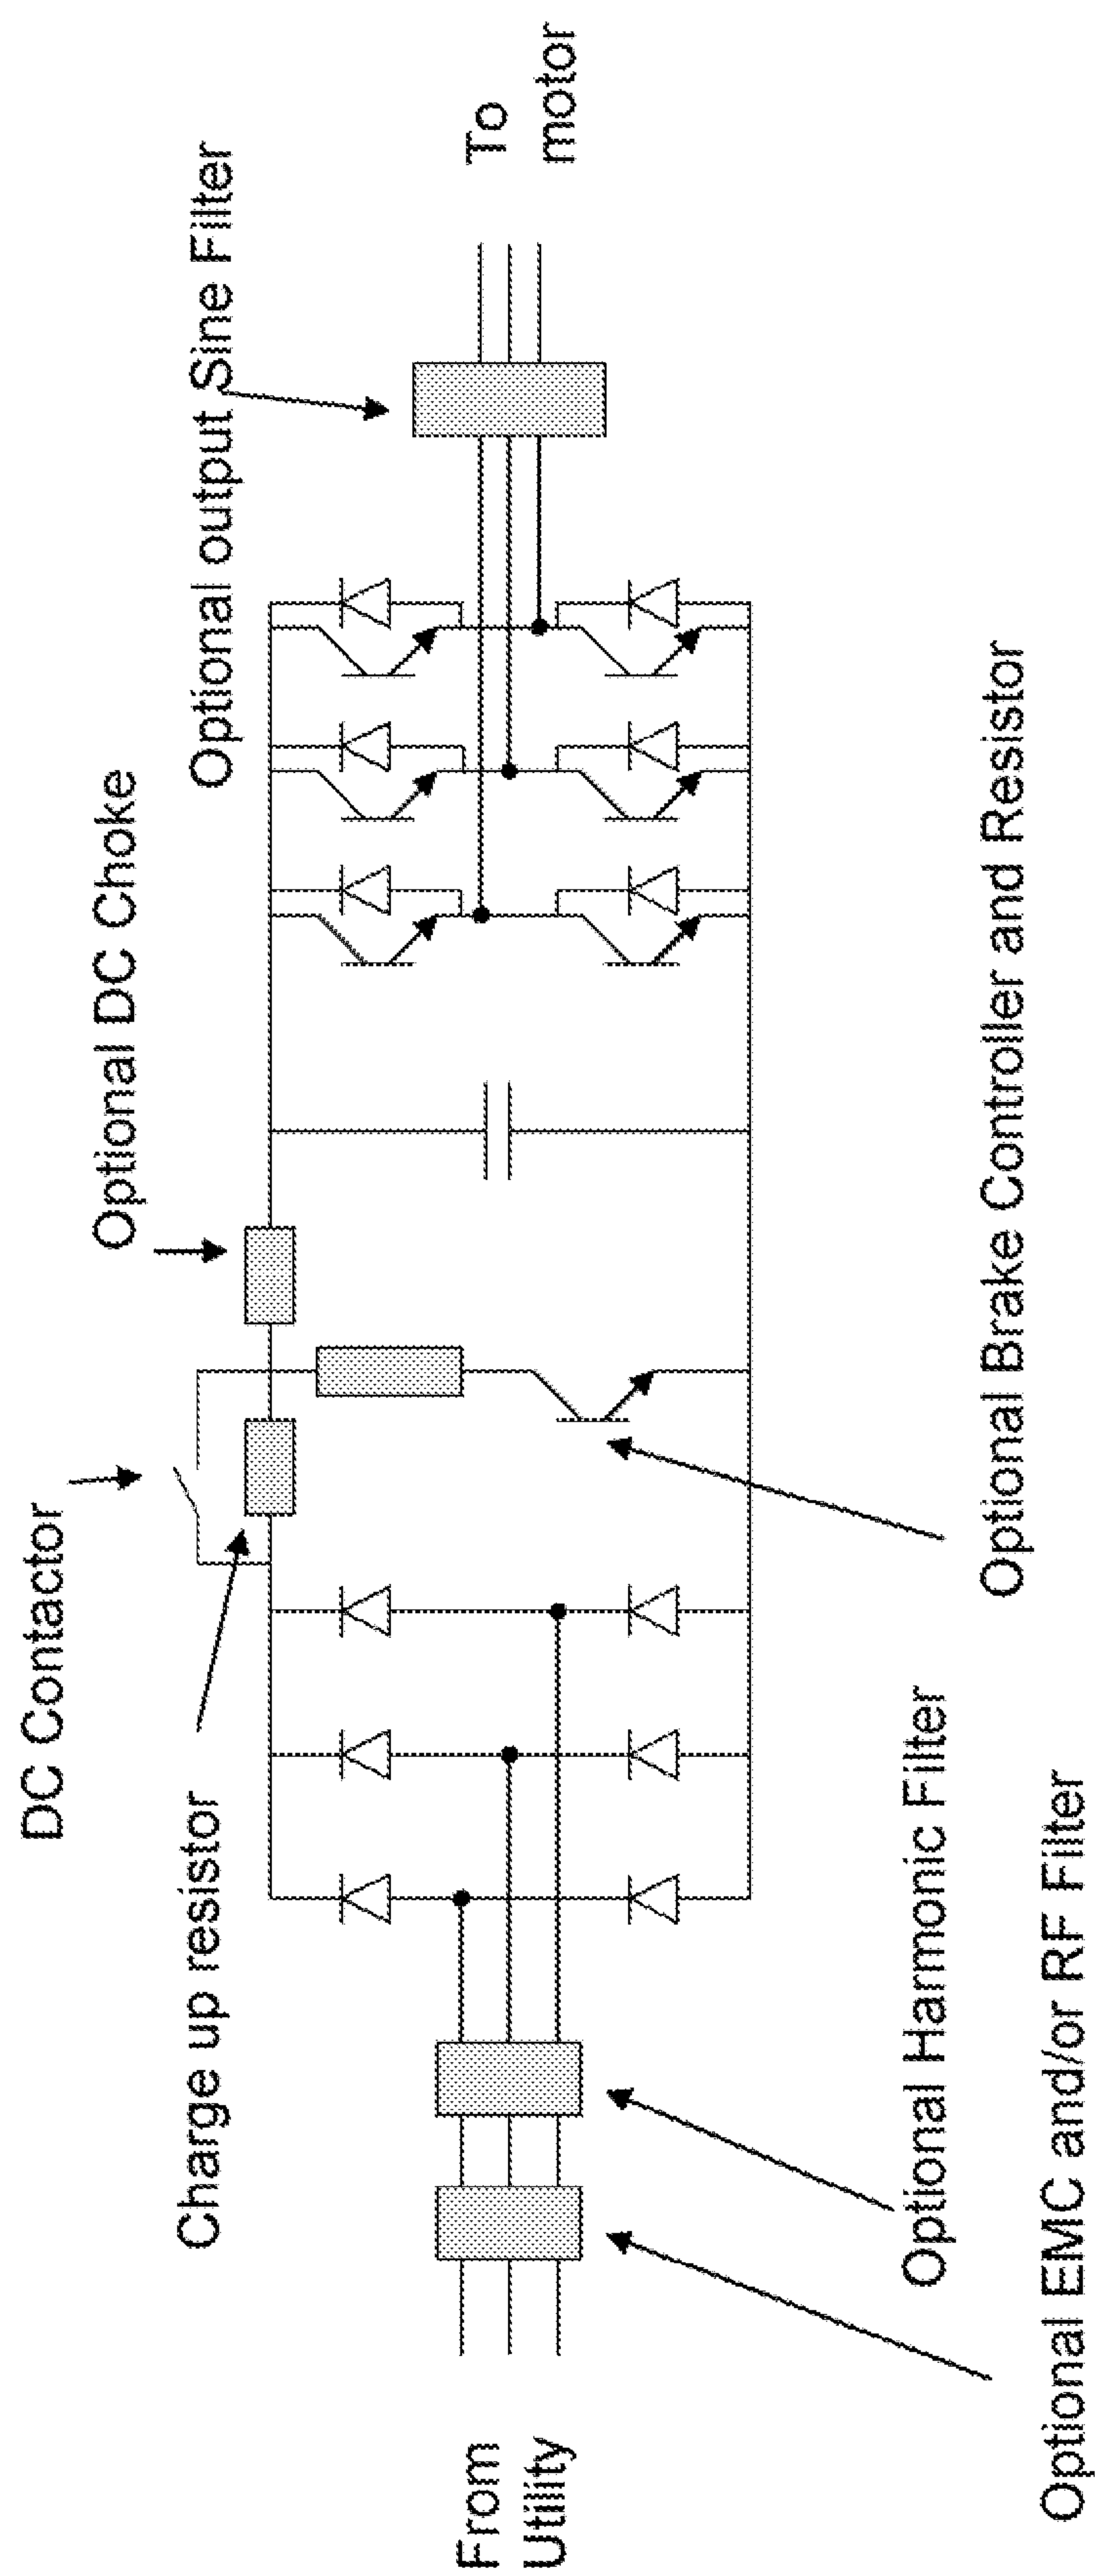 DC Contactor
Optional DC Choke
Charge up resistor
Optional output Sine Filter
From
Utility
To
motor
Optional Harmonic Filter
Optional Brake Controller and Resistor
Optional EMC and/or RF Filter